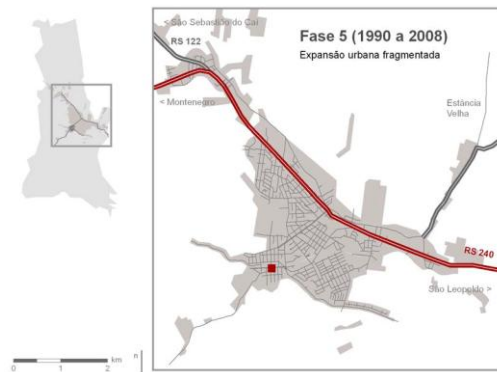 < São Sebastião do Caí
RS 122
Fase 5 (1990 a 2008)
Expansão urbana fragmentada
< Montenegro
Estância
Velha
RS 240
São Leopoldo >
km
n
0 1 2